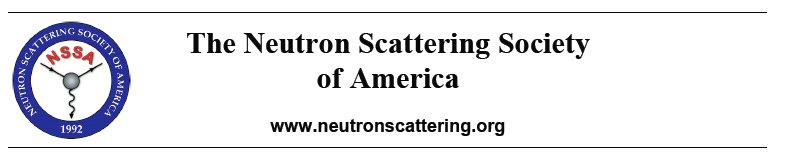 NEUTRON SCATTERING SOCIETY OF AMERICA
NSSA
1992
The Neutron Scattering Society
of America
www.neutronscattering.org